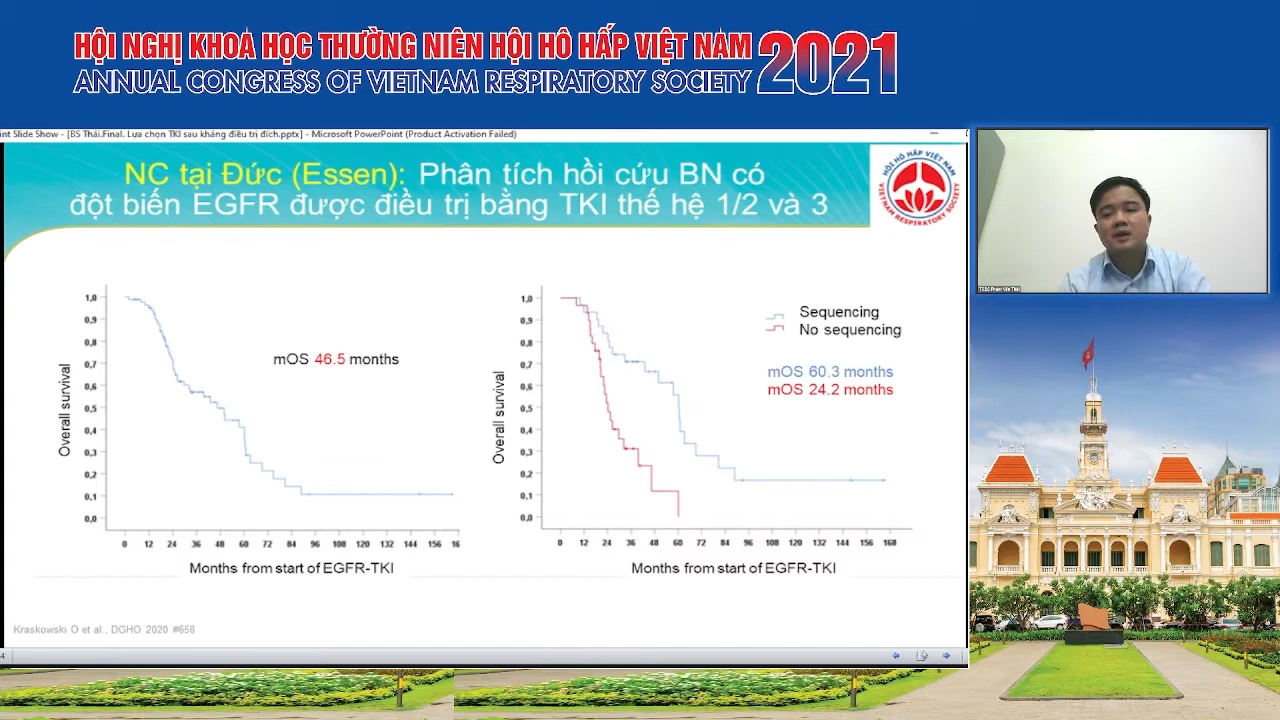 HỘI NGHỊ KHOA HỌC THƯỜNG NIÊN HỘI HÔ HẤP VIỆT NAM
ANNUAL CONGRESS OF VIETNAM RESPIRATORY SOCIETY
2021
int Slide Show - [BS Thái.Final. Lựa chọn TKI sau kháng điều trị đích.pptx] - Microsoft PowerPoint (Product Activation Failed)
NC tại Đức (Essen): Phân tích hồi cứu BN có
đột biến EGFR được điều trị bằng TKI thế hệ 1/2 và 3
HỘI HÔ HẤP VIỆT NAM
VIETNAM RESPIRATORY SOCIETY
Overall survival
1,0
0,9
0,8
0,7
0,6
0,5
0,4
0,3
0,2
0,1
0,0
mOS 46.5 months
0 12 24 36 48 60 72 84 96 108 120 132 144 156 16
Months from start of EGFR-TKI
Overall survival
1,0
0,9
0,8
0,7
0,6
0,5
0,4
0,3
0,2
0,1
0,0
Sequencing
No sequencing
mOS 60.3 months
mOS 24.2 months
0 12 24 36 48 60 72 84 96 108 120 132 144 156 168
Months from start of EGFR-TKI
Kraskowski O et al., DGHO 2020 #658
4